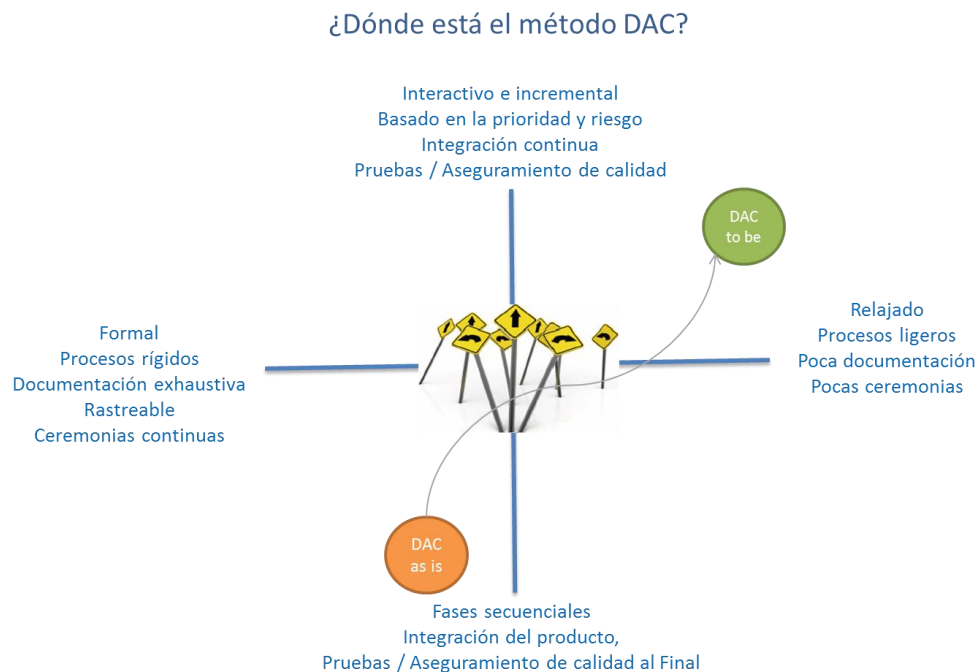 ¿Dónde está el método DAC?
Interactivo e incremental
Basado en la prioridad y riesgo
Integración continua
Pruebas / Aseguramiento de calidad
DAC
to be
Formal
Procesos rígidos
Documentación exhaustiva
Rastreable
Ceremonias continuas
Relajado
Procesos ligeros
Poca documentación
Pocas ceremonias
DAC
as is
Fases secuenciales
Integración del producto,
Pruebas / Aseguramiento de calidad al Final